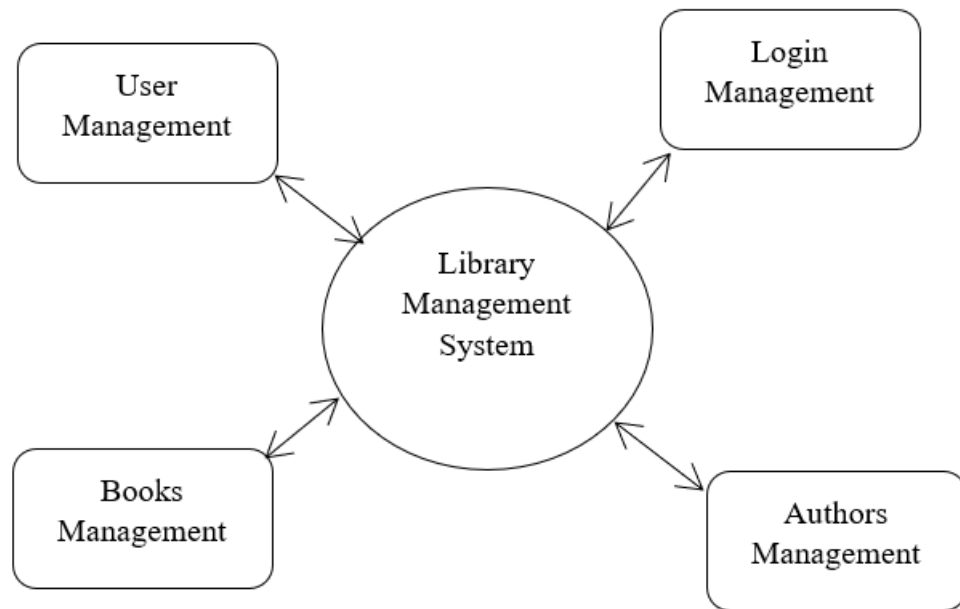 User
Management
Login
Management
Library
Management
System
Books
Management
Authors
Management